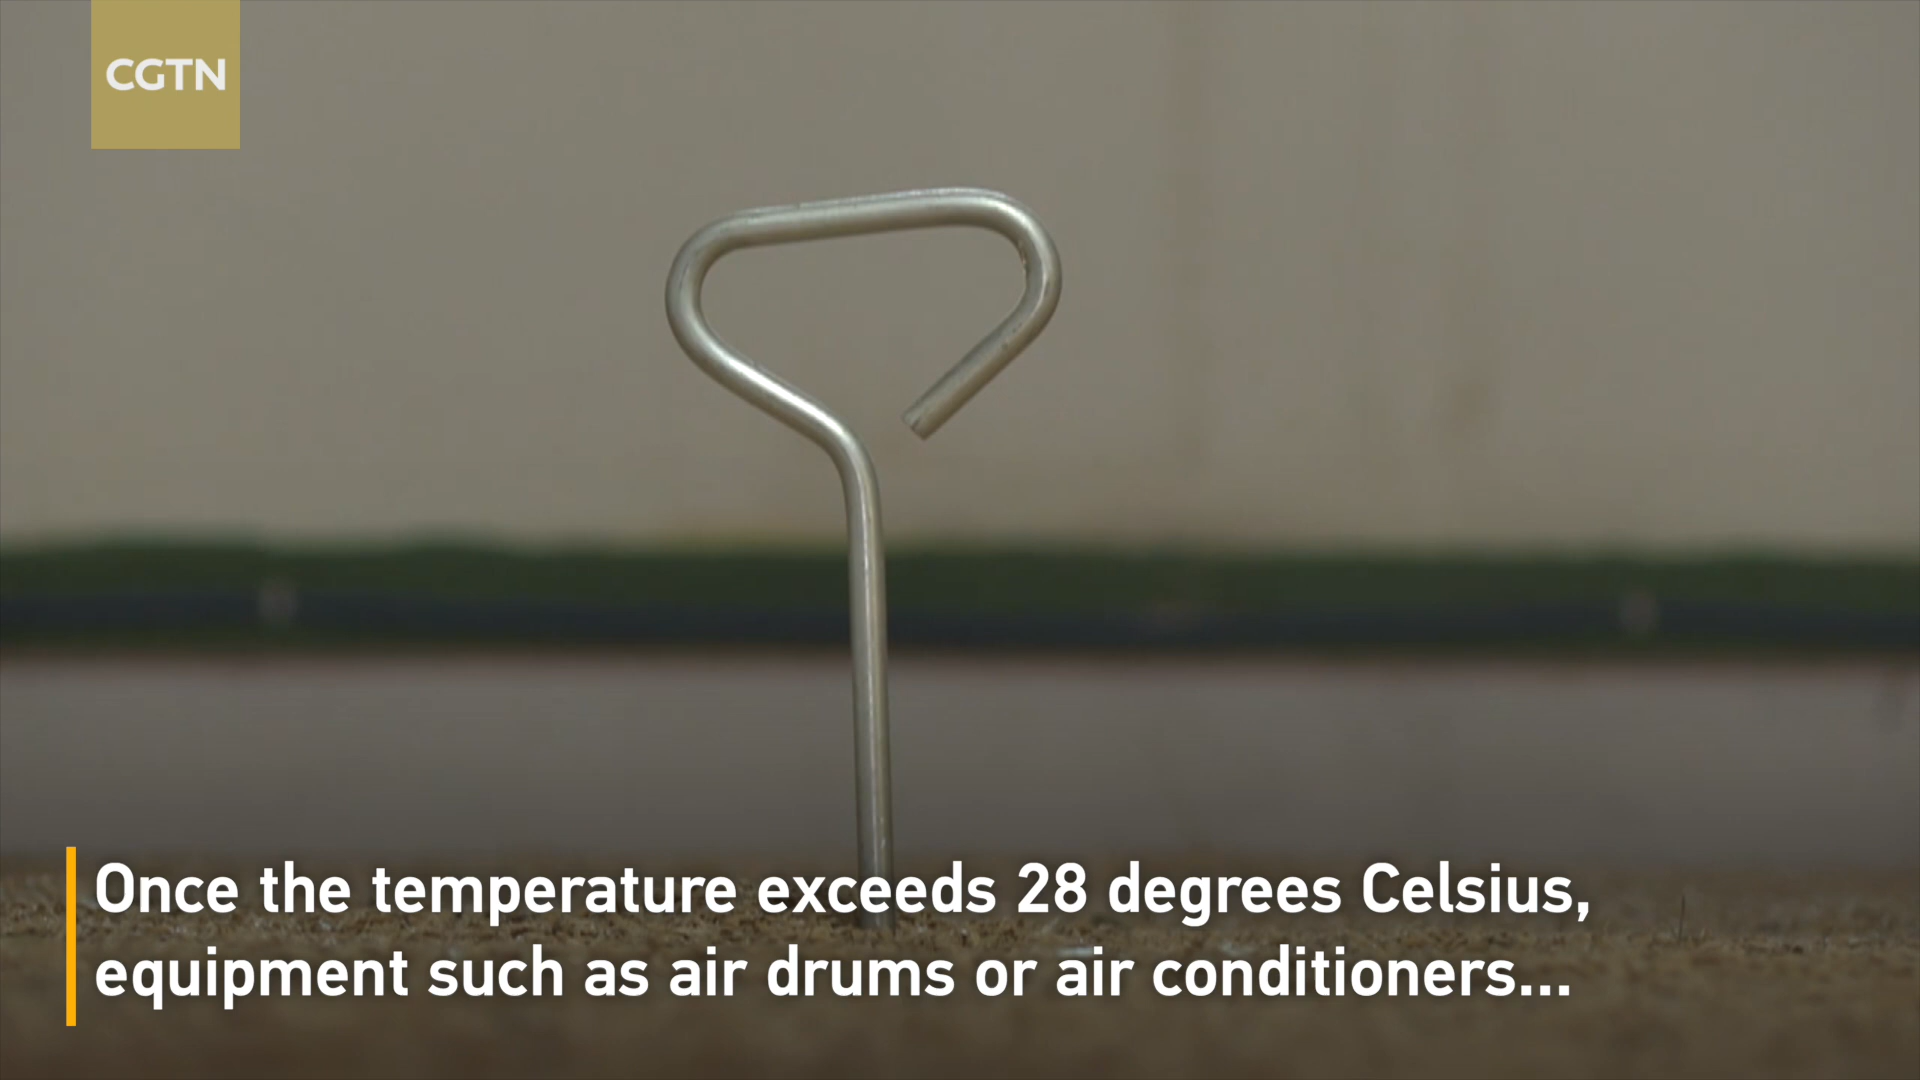 CGTN
Once the temperature exceeds 28 degrees Celsius,
equipment such as air drums or air conditioners...